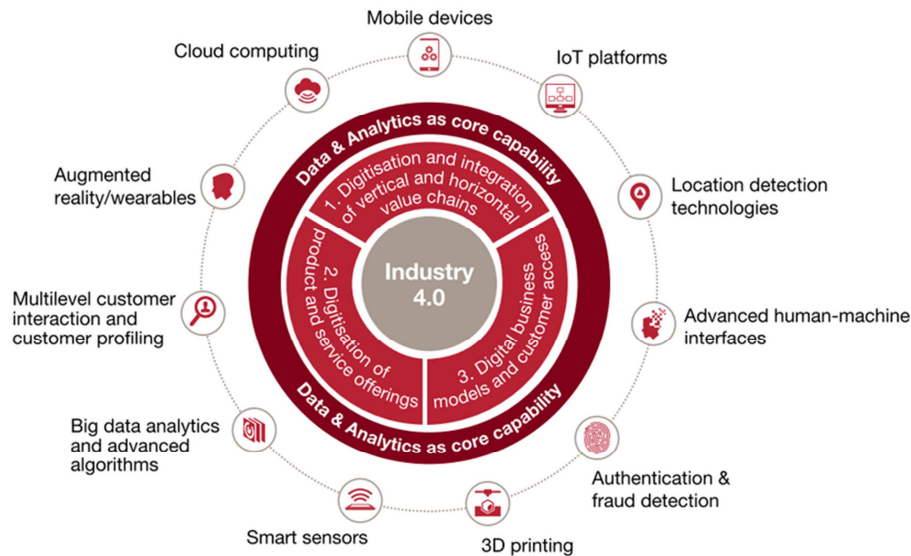 Mobile devices
Cloud computing
IoT platforms
Augmented
reality/wearables
Location detection
technologies
Multilevel customer
interaction and
customer profiling
Advanced human-machine
interfaces
Big data analytics
and advanced
algorithms
Authentication &
fraud detection
Smart sensors
3D printing
Data & Analytics as core capability
1. Digitisation and integration
of vertical and horizontal
value chains
2. Digitisation of
product and service offerings
3. Digital business
models and customer access
Industry
4.0
Data & Analytics as core capability